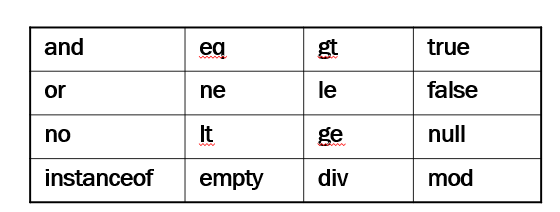 and eq gt true
or ne le false
no lt ge null
instanceof empty div mod